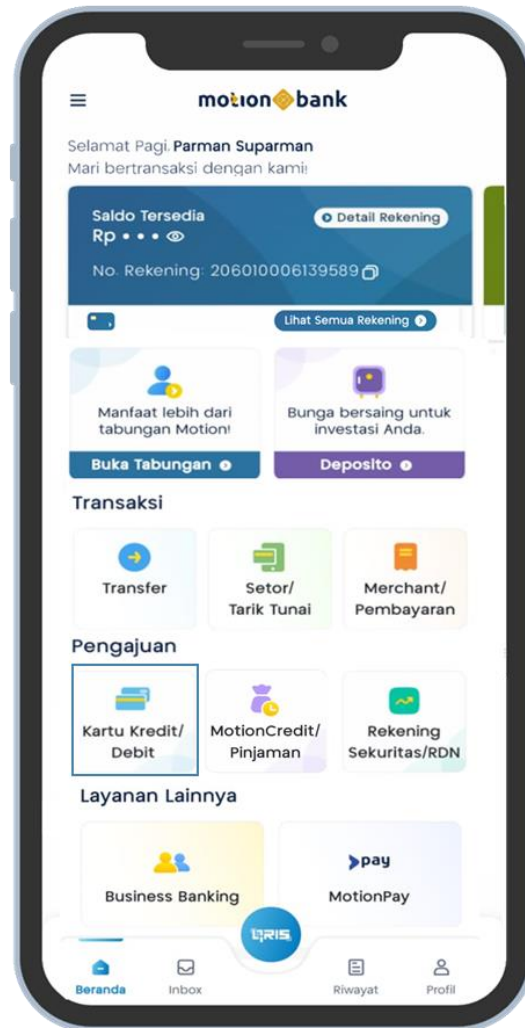 motionbank
Selamat Pagi, Parman Suparman
Mari bertransaksi dengan kami!
Saldo Tersedia
Detail Rekening
Rp • • •
No. Rekening: 206010006139589
Lihat Semua Rekening
Manfaat lebih dari
tabungan Motion!
Buka Tabungan
Bunga bersaing untuk
investasi Anda.
Deposito
Transaksi
Transfer
Setor/
Tarik Tunai
Merchant/
Pembayaran
Pengajuan
Kartu Kredit/
Debit
MotionCredit/
Pinjaman
Rekening
Sekuritas/RDN
Layanan Lainnya
Business Banking
pay
MotionPay
QRIS
Beranda
Inbox
Riwayat
Profil